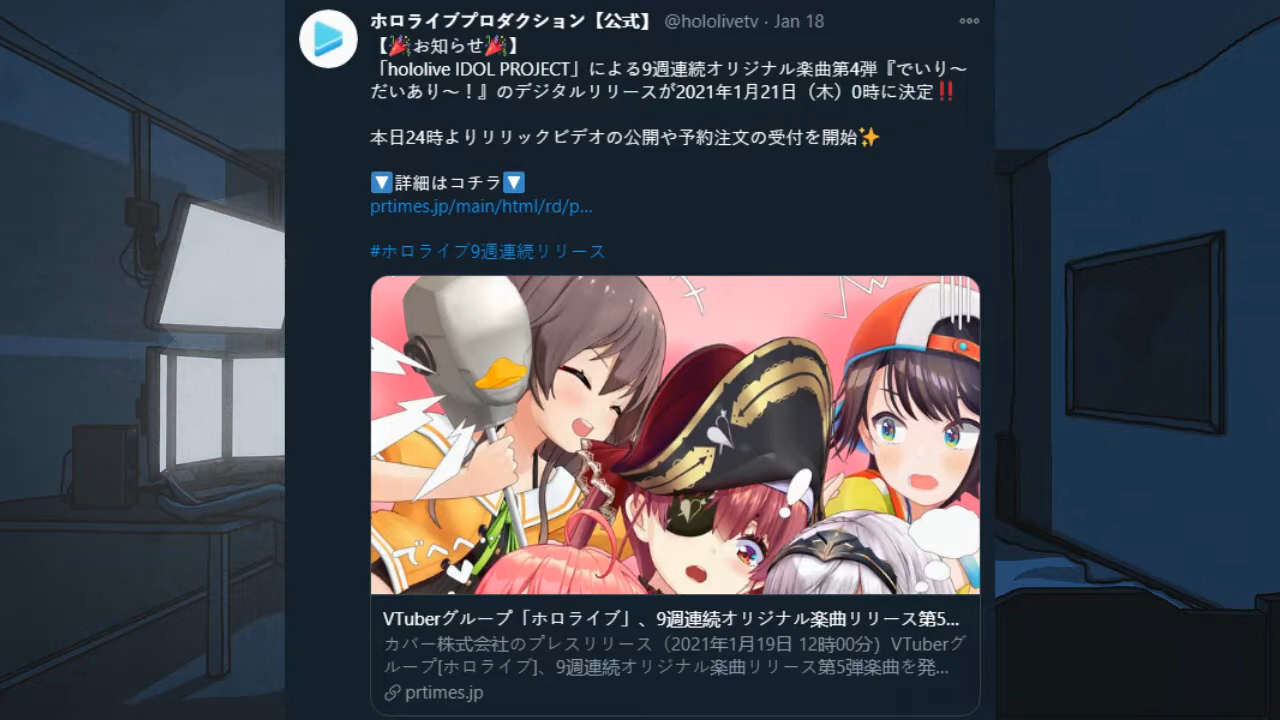 ホロライブプロダクション【公式】 @hololivetv · Jan 18
【🎉お知らせ🎉】
「hololive IDOL PROJECT」による9週連続オリジナル楽曲第4弾『でいり～
だいあり～！』のデジタルリリースが2021年1月21日（木）0時に決定‼
本日24時よりリリックビデオの公開や予約注文の受付を開始✨
🔽詳細はコチラ🔽
prtimes.jp/main/html/rd/p...
#ホロライブ9週連続リリース
でへへ
VTuberグループ「ホロライブ」、9週連続オリジナル楽曲リリース第5...
カバー株式会社のプレスリリース（2021年1月19日 12時00分）VTuberグ
ループ[ホロライブ]、9週連続オリジナル楽曲リリース第5弾楽曲を発...
prtimes.jp